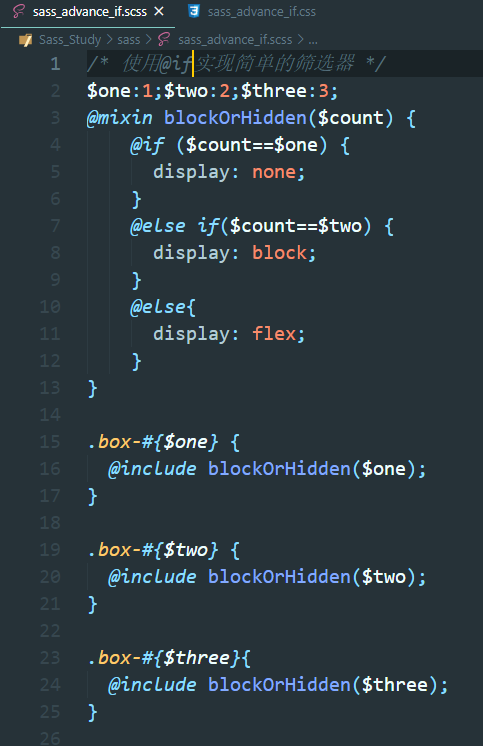 sass_advance_if.scss × sass_advance_if.css
Sass_Study > sass > sass_advance_if.scss > ...
1 /* 使用@if实现简单的筛选器 */
2 $one:1;$two:2;$three:3;
3 @mixin blockOrHidden($count) {
4 @if ($count==$one) {
5 display: none;
6 }
7 @else if($count==$two) {
8 display: block;
9 }
10 @else{
11 display: flex;
12 }
13 }
14
15 .box-#{$one} {
16 @include blockOrHidden($one);
17 }
18
19 .box-#{$two} {
20 @include blockOrHidden($two);
21 }
22
23 .box-#{$three}{
24 @include blockOrHidden($three);
25 }
26